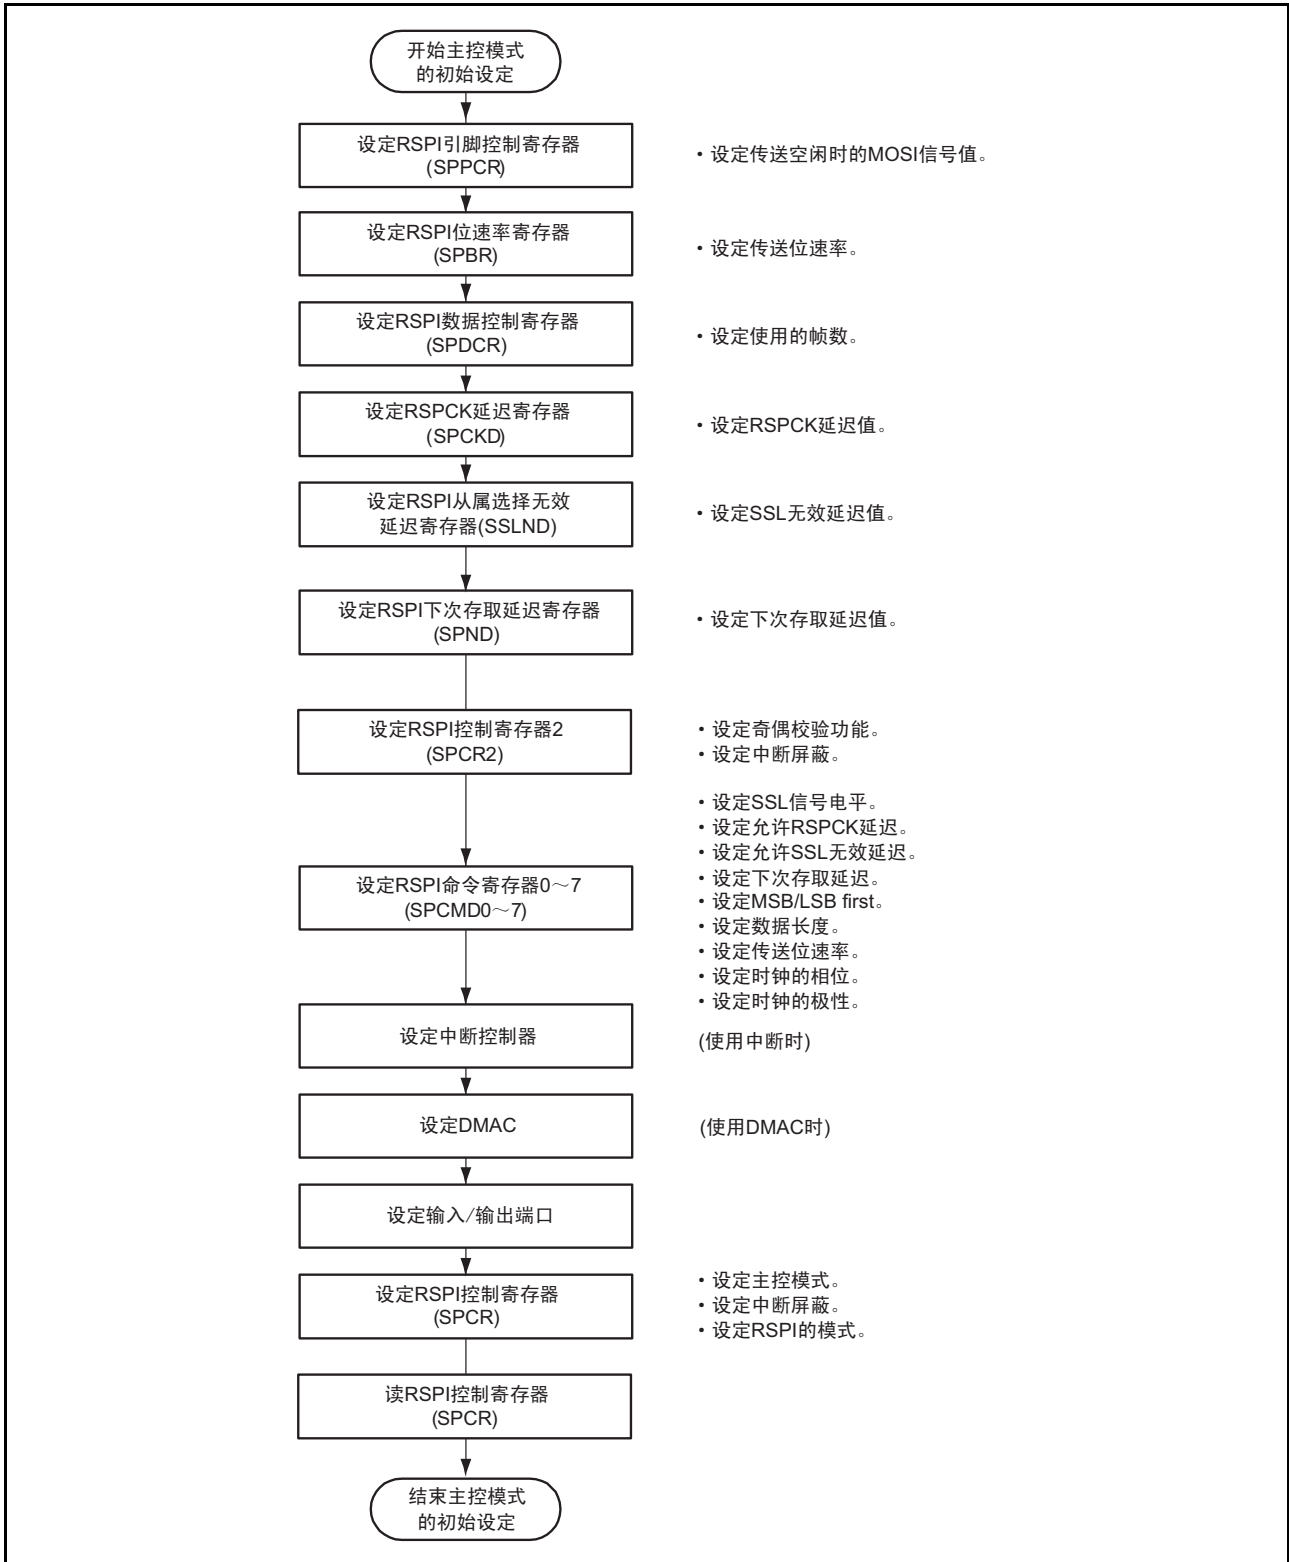 开始主控模式
的初始设定
设定RSPI引脚控制寄存器
(SPPCR)
・设定传送空闲时的MOSI信号值。
设定RSPI位速率寄存器
(SPBR)
・设定传送位速率。
设定RSPI数据控制寄存器
(SPDCR)
・设定使用的帧数。
设定RSPCK延迟寄存器
(SPCKD)
・设定RSPCK延迟值。
设定RSPI从属选择无效
延迟寄存器(SSLND)
・设定SSL无效延迟值。
设定RSPI下次存取延迟寄存器
(SPND)
・设定下次存取延迟值。
设定RSPI控制寄存器2
(SPCR2)
・设定奇偶校验功能。
・设定中断屏蔽。
设定RSPI命令寄存器0～7
(SPCMD0～7)
・设定SSL信号电平。
・设定允许RSPCK延迟。
・设定允许SSL无效延迟。
・设定下次存取延迟。
・设定MSB/LSB first。
・设定数据长度。
・设定传送位速率。
・设定时钟的相位。
・设定时钟的极性。
设定中断控制器
(使用中断时)
设定DMAC
(使用DMAC时)
设定输入/输出端口
设定RSPI控制寄存器
(SPCR)
・设定主控模式。
・设定中断屏蔽。
・设定RSPI的模式。
读RSPI控制寄存器
(SPCR)
结束主控模式
的初始设定